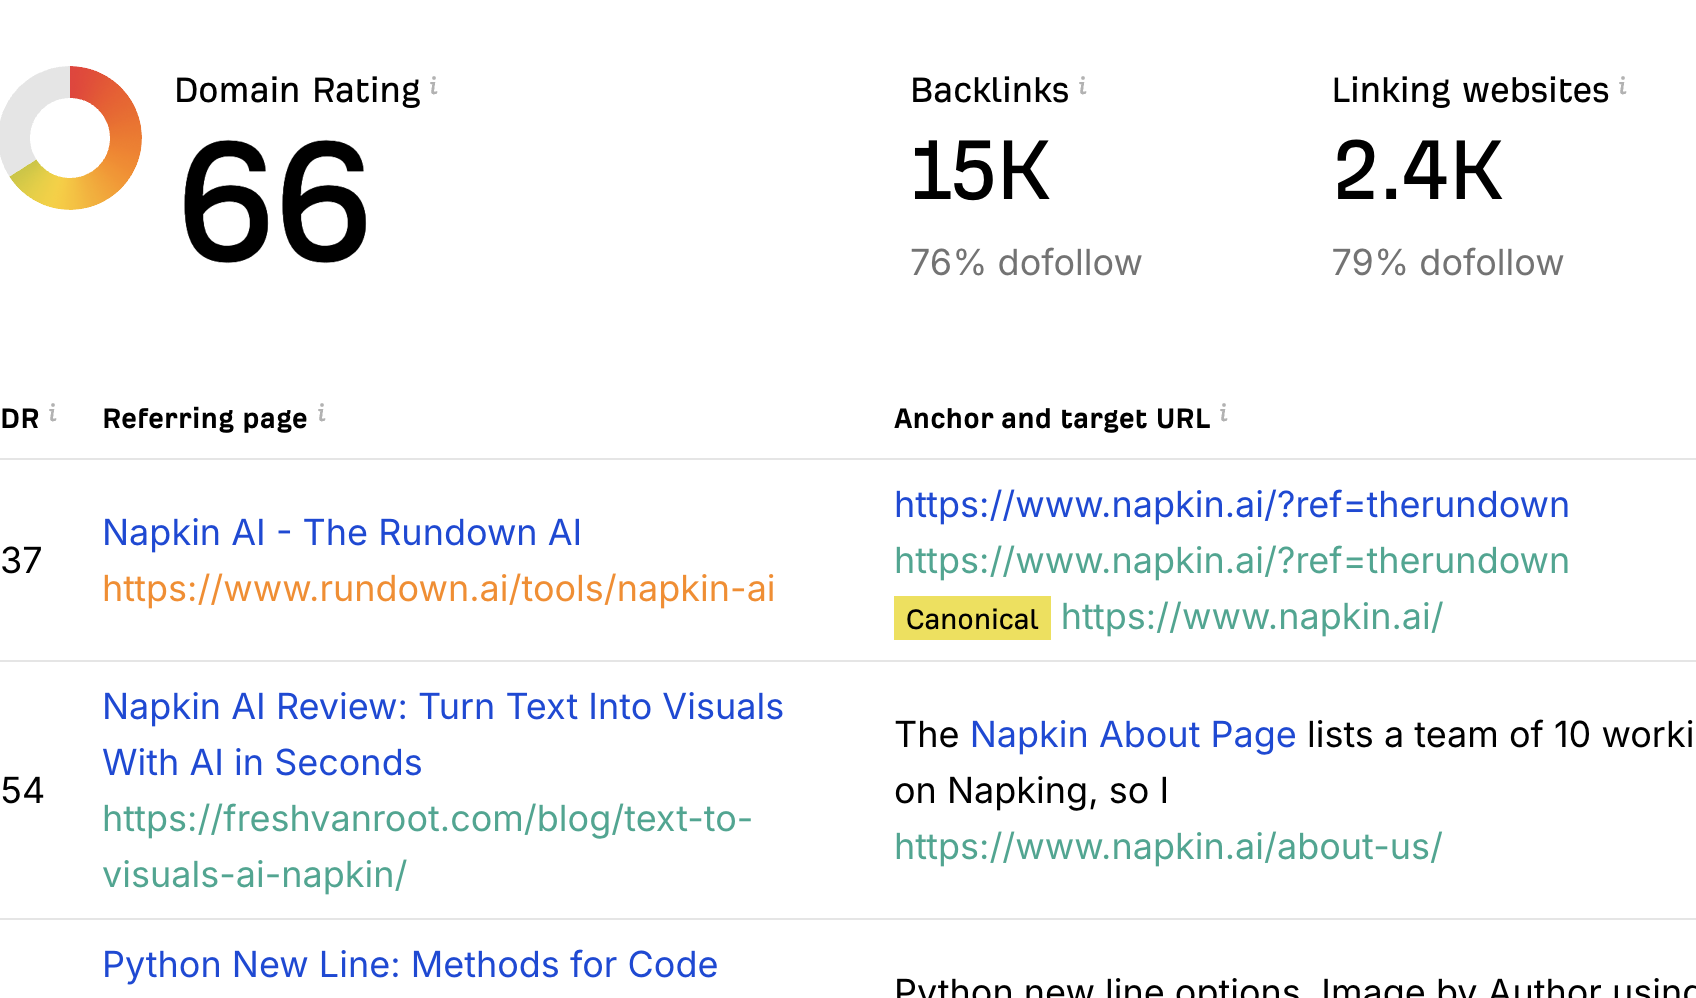 Domain Rating i
66
Backlinks i
15K
76% dofollow
Linking websites i
2.4K
79% dofollow
DR i Referring page i Anchor and target URL i
37
Napkin AI - The Rundown AI
https://www.rundown.ai/tools/napkin-ai
https://www.napkin.ai/?ref=therundown
https://www.napkin.ai/?ref=therundown
Canonical https://www.napkin.ai/
54
Napkin AI Review: Turn Text Into Visuals
With AI in Seconds
https://freshvanroot.com/blog/text-to-
visuals-ai-napkin/
The Napkin About Page lists a team of 10 worki
on Napking, so I
https://www.napkin.ai/about-us/
Python New Line: Methods for Code
Python new line options. Image by Author using